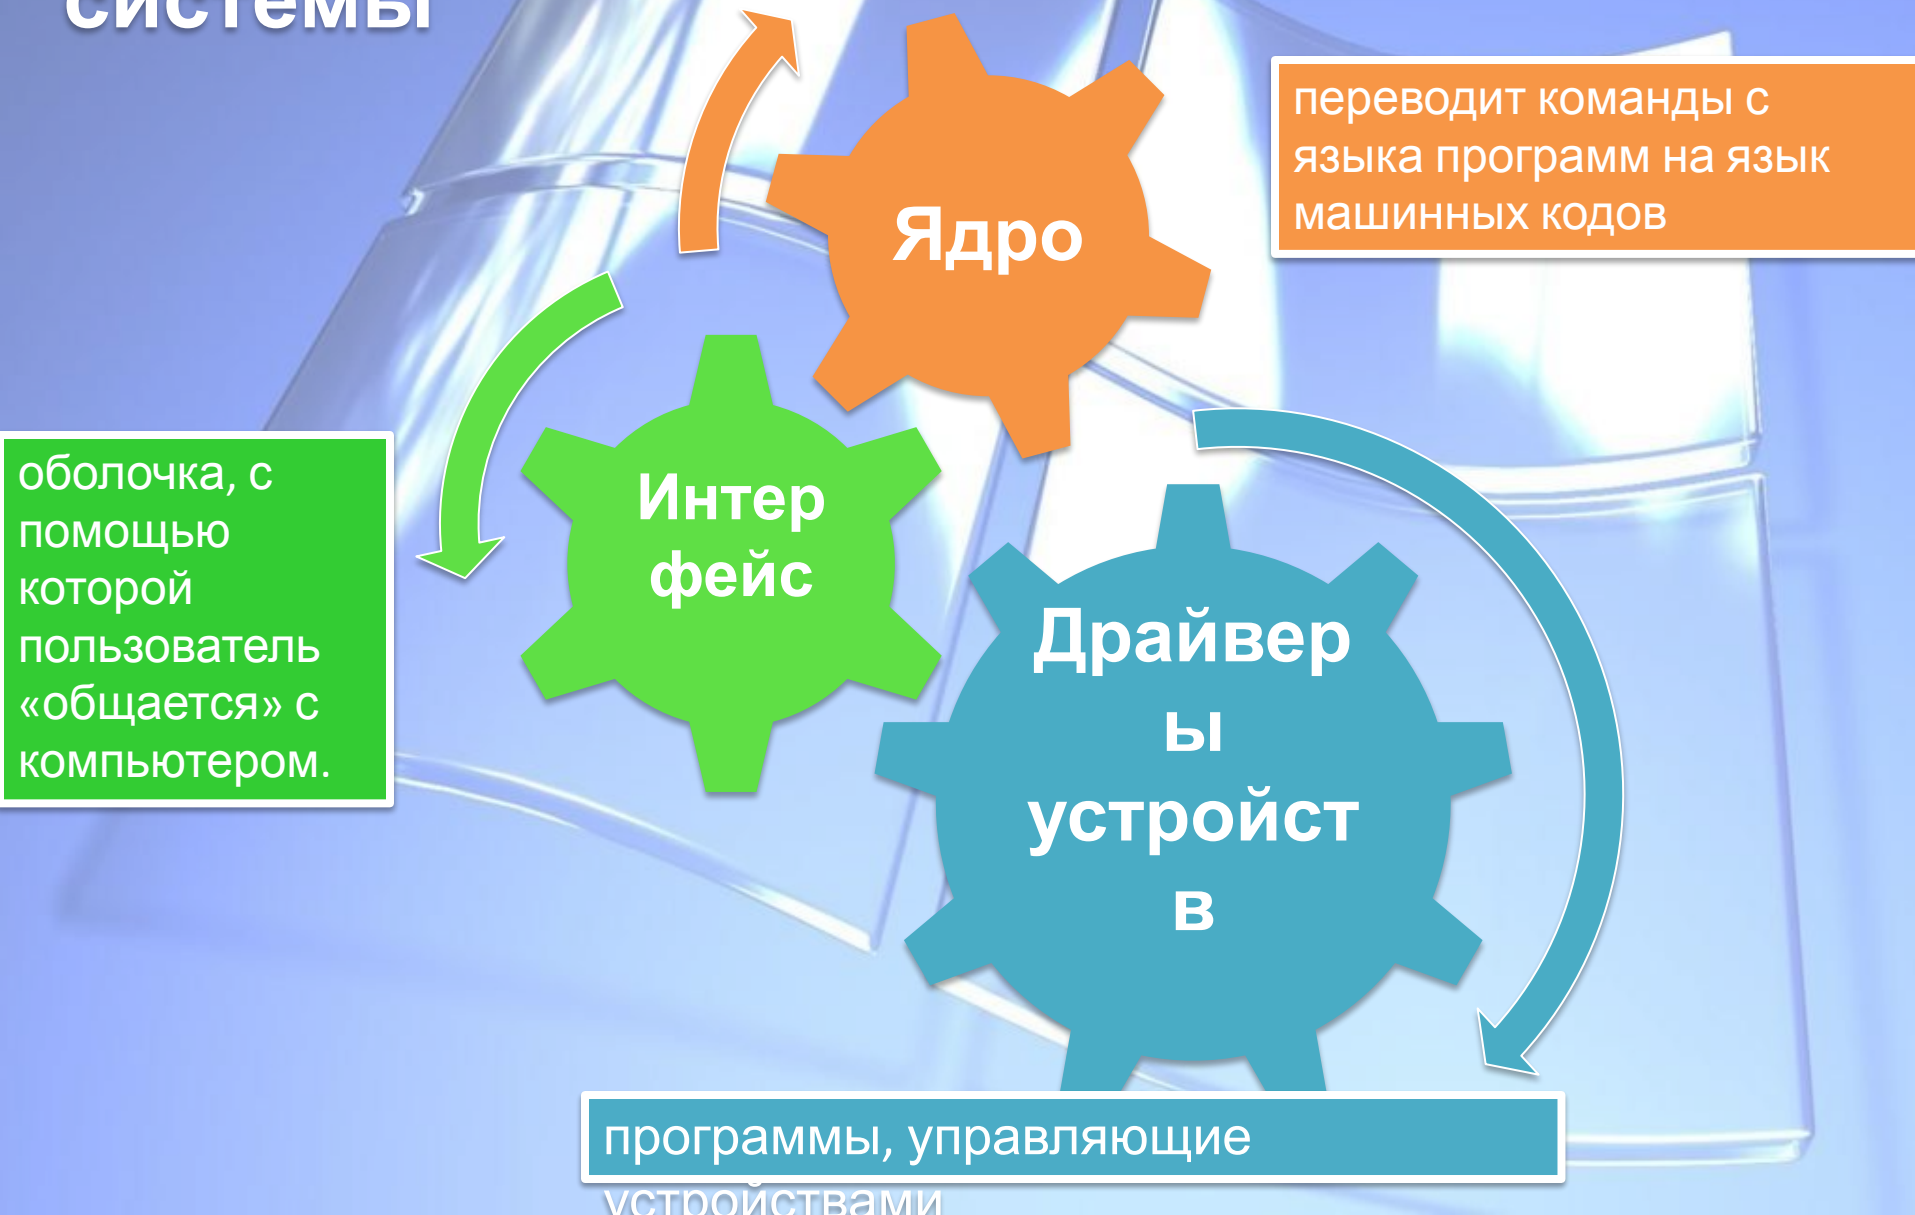 системы
Ядро
переводит команды с
языка программ на язык
машинных кодов
Интер
фейс
оболочка, с
помощью
которой
пользователь
«общается» с
компьютером.
Драйвер
ы
устройст
в
программы, управляющие
устройствами